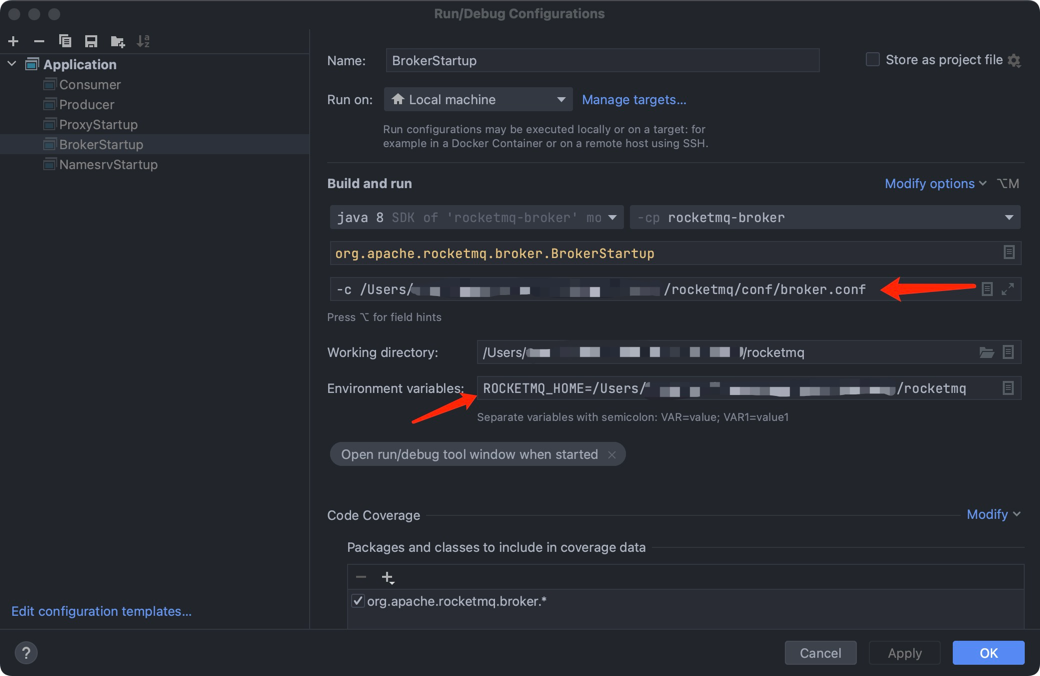 Run/Debug Configurations
Application
Consumer
Producer
ProxyStartup
BrokerStartup
NamesrvStartup
Edit configuration templates...
Name: BrokerStartup Store as project file
Run on: Local machine Manage targets...
Run configurations may be executed locally or on a target: for
example in a Docker Container or on a remote host using SSH.
Build and run Modify options ⌥M
java 8 SDK of 'rocketmq-broker' mo -cp rocketmq-broker
org.apache.rocketmq.broker.BrokerStartup
-c /Users/ /rocketmq/conf/broker.conf
Press ⌥ for field hints
Working directory: /Users/ /rocketmq
Environment variables: ROCKETMQ_HOME=/Users/ /rocketmq
Separate variables with semicolon: VAR=value; VAR1=value1
Open run/debug tool window when started
Code Coverage Modify
Packages and classes to include in coverage data
org.apache.rocketmq.broker.*
? Cancel Apply OK